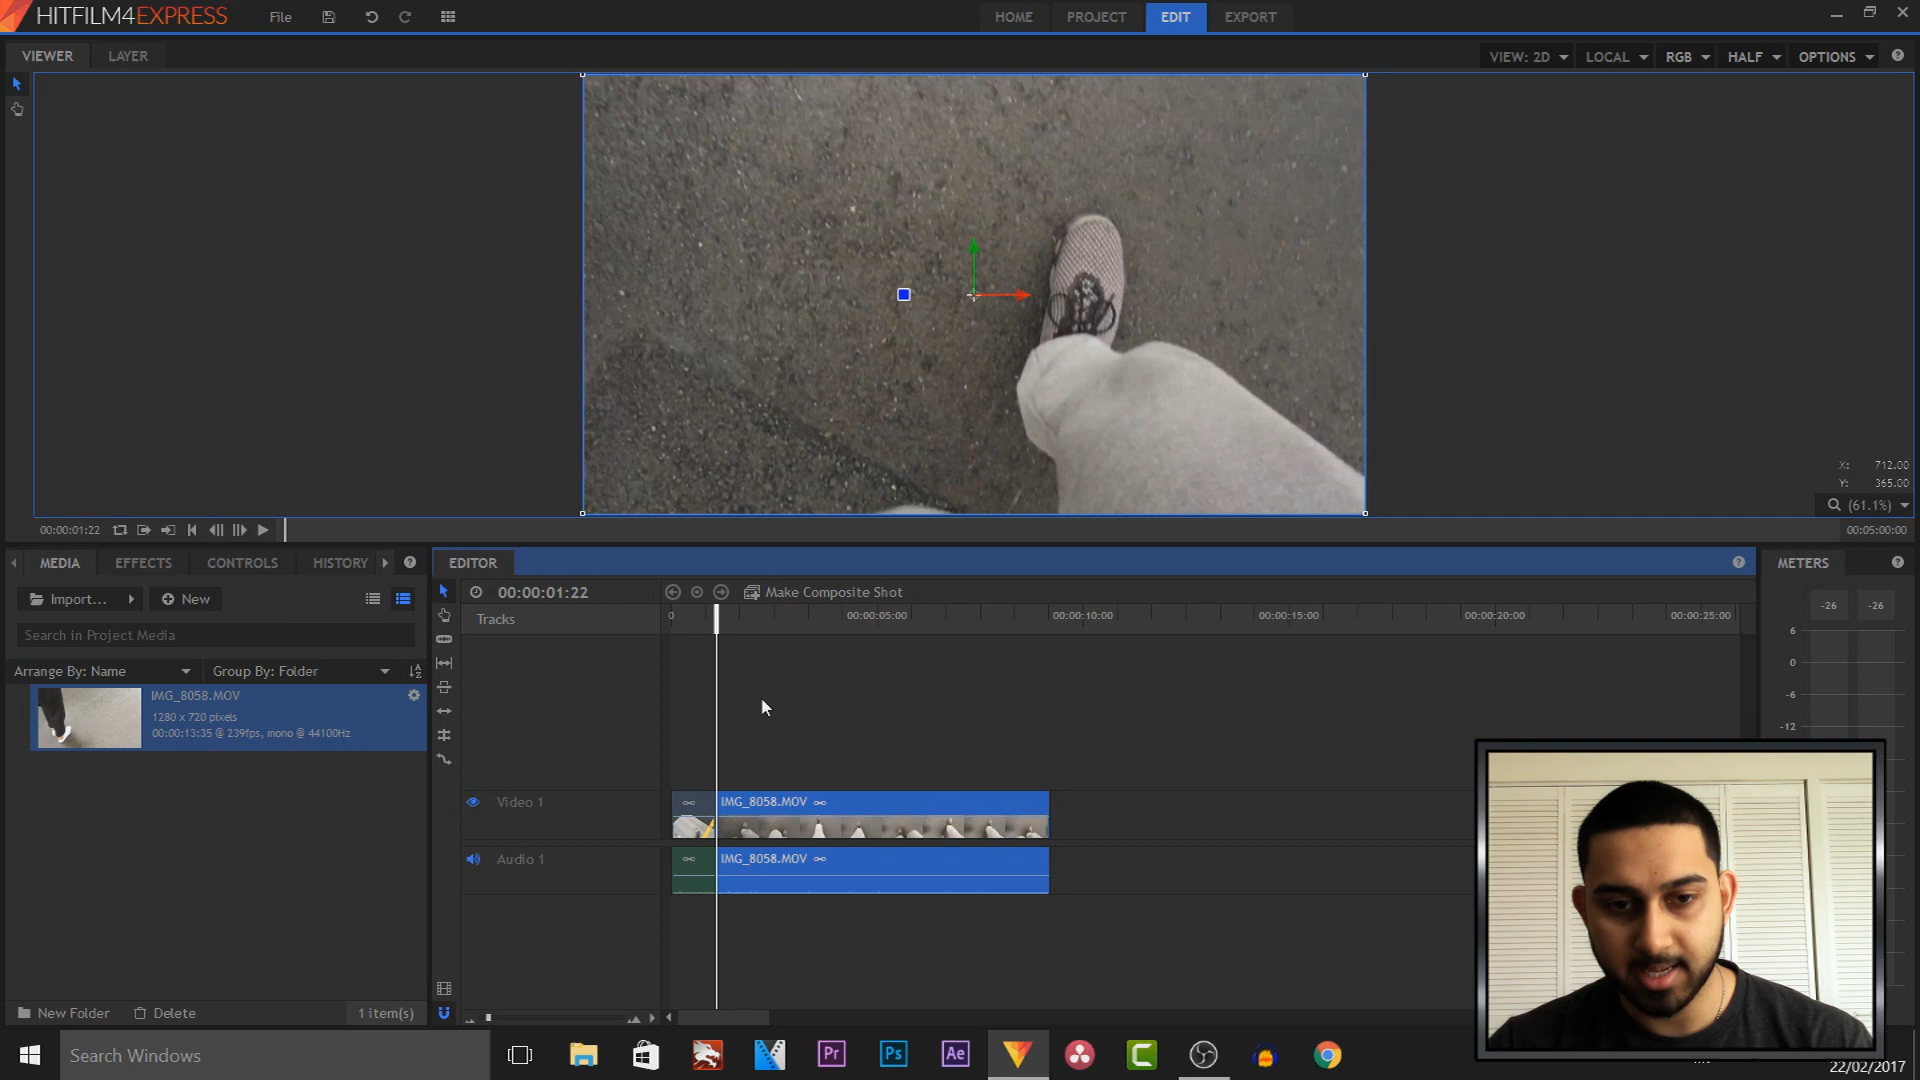 HITFILM4EXPRESS
File
HOME
PROJECT
EDIT
EXPORT
VIEWER
LAYER
VIEW: 2D
LOCAL
RGB
HALF
OPTIONS
X: 712.00
Y: 365.00
(61.1%)
00:00:01:22
00:05:00:00
MEDIA
EFFECTS
CONTROLS
HISTORY
EDITOR
METERS
Import...
New
00:00:01:22
Make Composite Shot
-26 -26
Search in Project Media
Tracks
0 00:00:05:00 00:00:10:00 00:00:15:00 00:00:20:00 00:00:25:00
6
0
-6
-12
Arrange By: Name
Group By: Folder
IMG_8058.MOV
1280 x 720 pixels
00:00:13:35 @ 239fps, mono @ 44100Hz
Video 1
IMG_8058.MOV
Audio 1
IMG_8058.MOV
New Folder
Delete
1 item(s)
Search Windows
Pr
Ps
Ae
22/02/2017